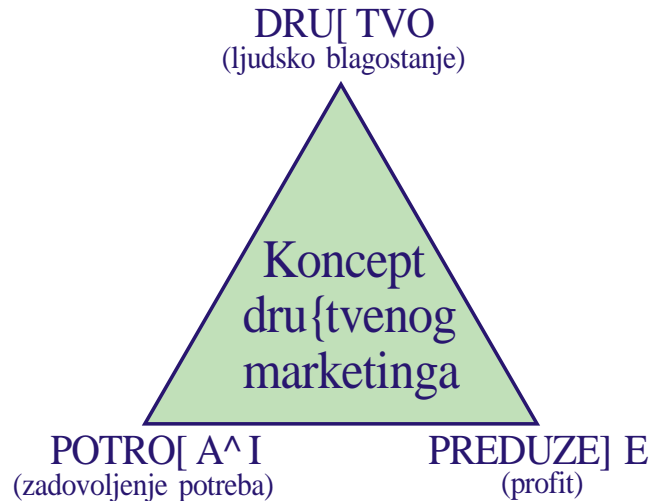 DRU[ TVO
(ljudsko blagostanje)
Koncept
dru{tvenog
marketinga
POTRO[ A^ I
(zadovoljenje potreba)
PREDUZE] E
(profit)